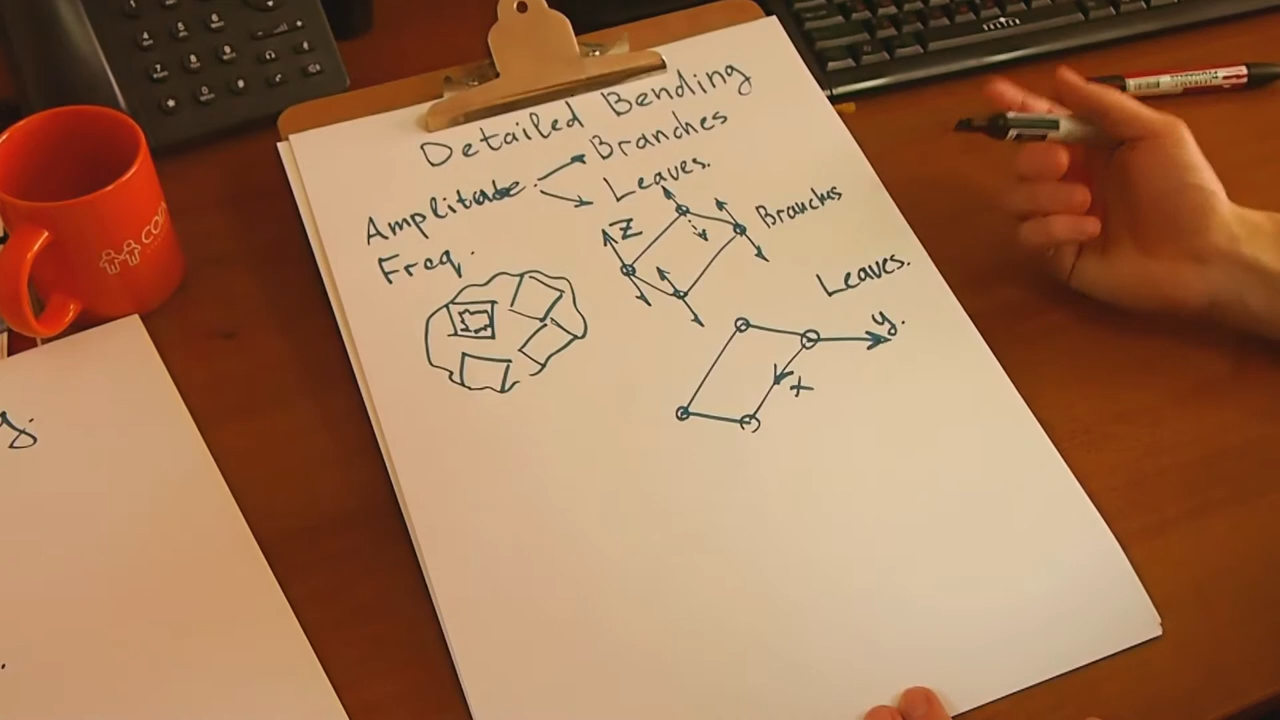 Detailed Bending
Amplitude
Branches
Leaves.
Freq.
Z
Branches
Leaves.
y.
x
y.